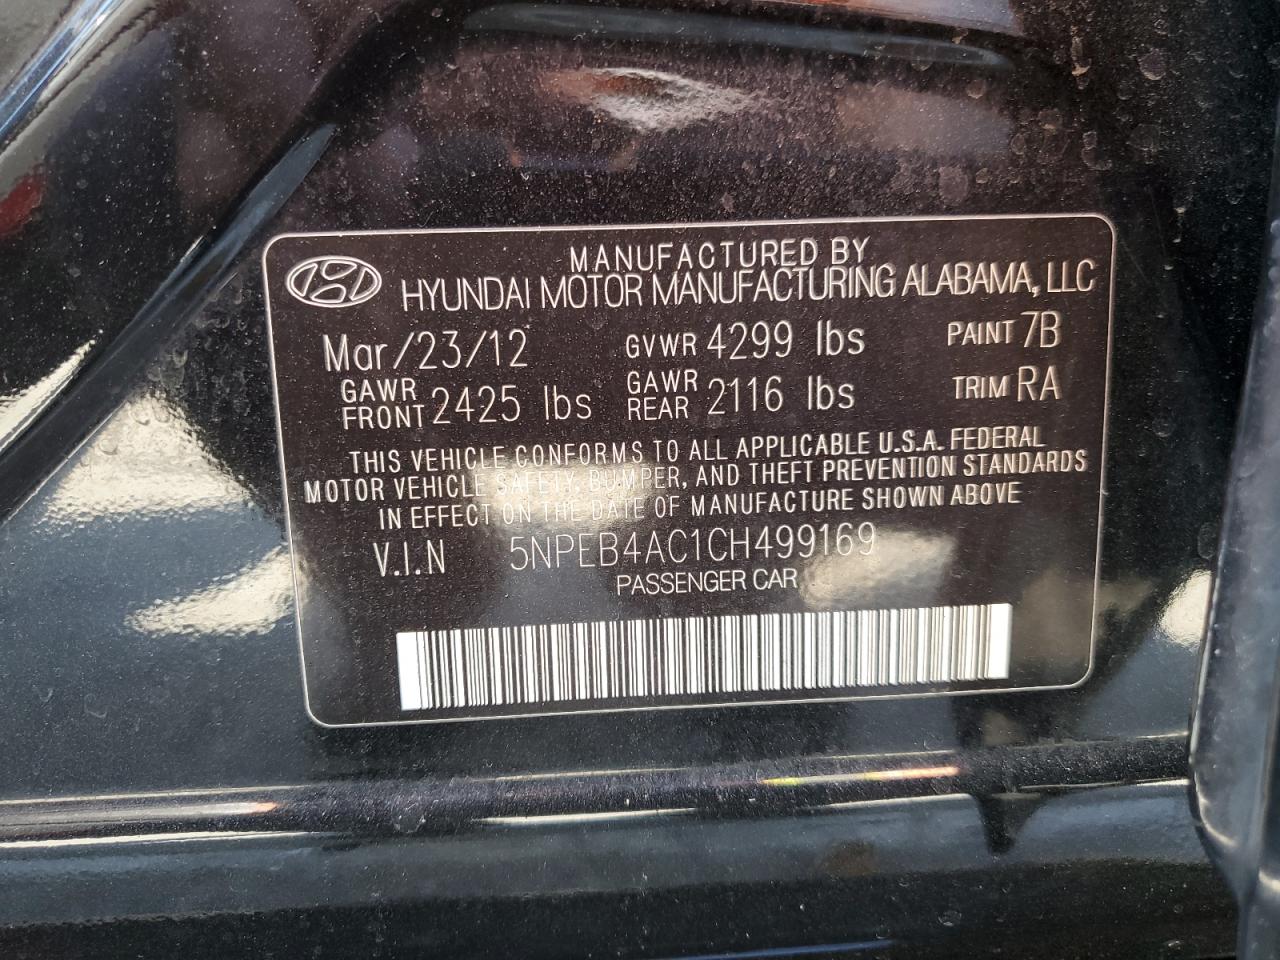 MANUFACTURED BY
HYUNDAI MOTOR MANUFACTURING ALABAMA, LLC
Mar/23/12 GVWR 4299 lbs PAINT 7B
GAWR FRONT 2425 lbs GAWR REAR 2116 lbs TRIM RA
THIS VEHICLE CONFORMS TO ALL APPLICABLE U.S.A. FEDERAL
MOTOR VEHICLE SAFETY, BUMPER, AND THEFT PREVENTION STANDARDS
IN EFFECT ON THE DATE OF MANUFACTURE SHOWN ABOVE
V.I.N 5NPEB4AC1CH499169
PASSENGER CAR